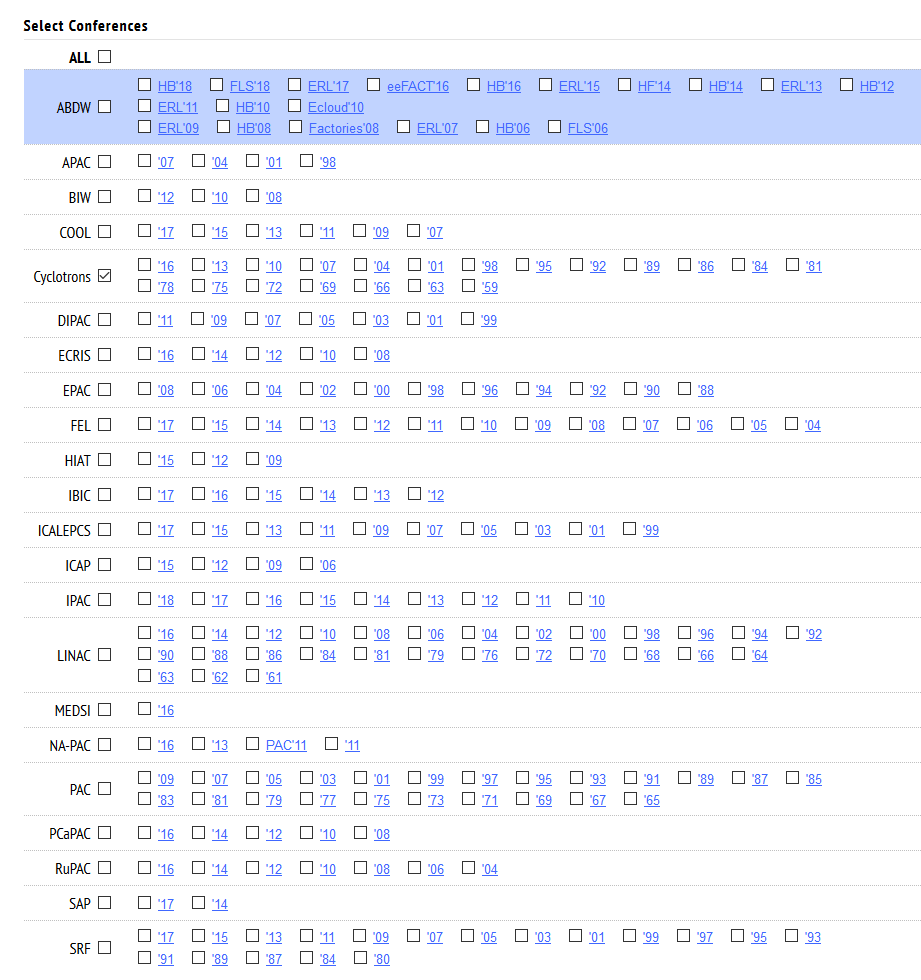 Select Conferences
ALL
ABDW HB'18 FLS'18 ERL'17 eeFACT'16 HB'16 ERL'15 HF'14 HB'14 ERL'13 HB'12
ERL'11 HB'10 Ecloud'10
ERL'09 HB'08 Factories'08 ERL'07 HB'06 FLS'06
APAC '07 '04 '01 '98
BIW '12 '10 '08
COOL '17 '15 '13 '11 '09 '07
Cyclotrons '16 '13 '10 '07 '04 '01 '98 '95 '92 '89 '86 '84 '81
'78 '75 '72 '69 '66 '63 '59
DIPAC '11 '09 '07 '05 '03 '01 '99
ECRIS '16 '14 '12 '10 '08
EPAC '08 '06 '04 '02 '00 '98 '96 '94 '92 '90 '88
FEL '17 '15 '14 '13 '12 '11 '10 '09 '08 '07 '06 '05 '04
HIAT '15 '12 '09
IBIC '17 '16 '15 '14 '13 '12
ICALEPCS '17 '15 '13 '11 '09 '07 '05 '03 '01 '99
ICAP '15 '12 '09 '06
IPAC '18 '17 '16 '15 '14 '13 '12 '11 '10
LINAC '16 '14 '12 '10 '08 '06 '04 '02 '00 '98 '96 '94 '92
'90 '88 '86 '84 '81 '79 '76 '72 '70 '68 '66 '64
'63 '62 '61
MEDSI '16
NA-PAC '16 '13 PAC'11 '11
PAC '09 '07 '05 '03 '01 '99 '97 '95 '93 '91 '89 '87 '85
'83 '81 '79 '77 '75 '73 '71 '69 '67 '65
PCaPAC '16 '14 '12 '10 '08
RuPAC '16 '14 '12 '10 '08 '06 '04
SAP '17 '14
SRF '17 '15 '13 '11 '09 '07 '05 '03 '01 '99 '97 '95 '93
'91 '89 '87 '84 '80